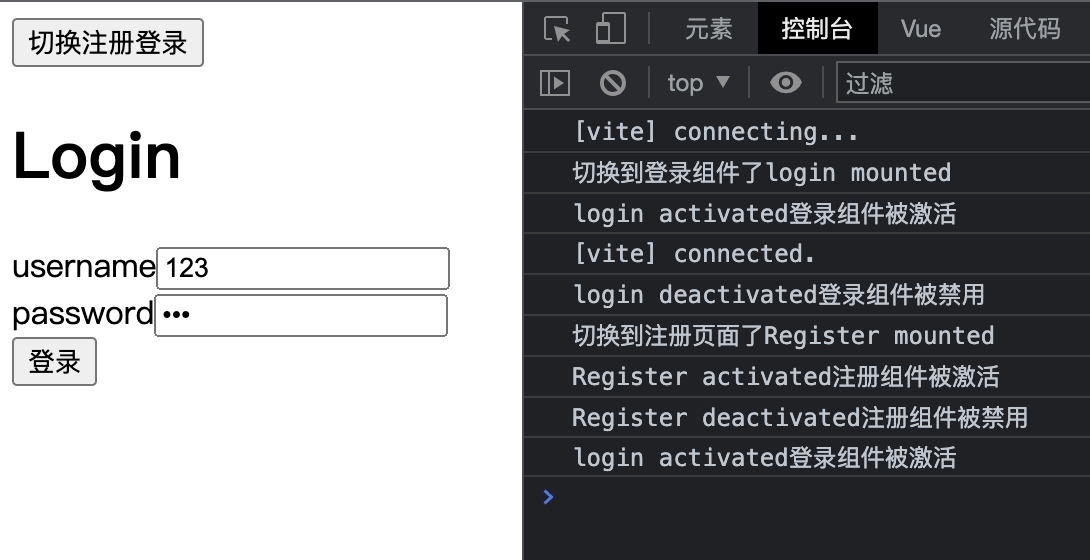 切换注册登录
Login
username 123
password •••
登录
元素 控制台 Vue 源代码
top ▼ 过滤
[vite] connecting...
切换到登录组件了login mounted
login activated登录组件被激活
[vite] connected.
login deactivated登录组件被禁用
切换到注册页面了Register mounted
Register activated注册组件被激活
Register deactivated注册组件被禁用
login activated登录组件被激活